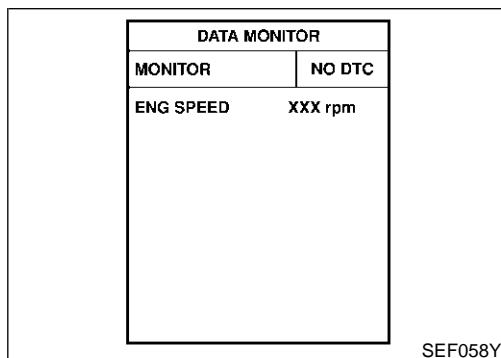 DATA MONITOR
MONITOR NO DTC
ENG SPEED XXX rpm
SEF058Y